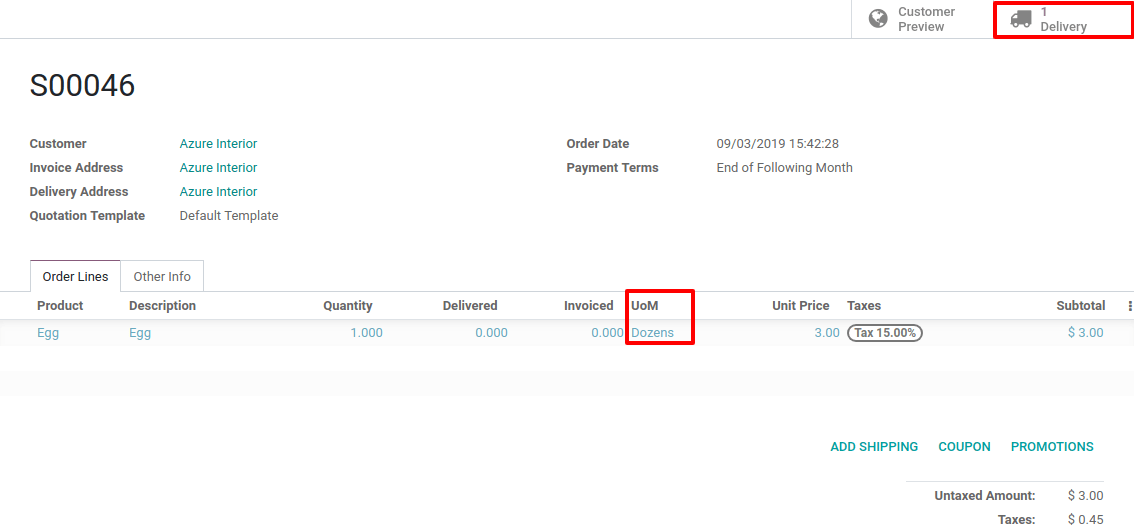 Customer Preview
1 Delivery
S00046
Customer Azure Interior Order Date 09/03/2019 15:42:28
Invoice Address Azure Interior Payment Terms End of Following Month
Delivery Address Azure Interior
Quotation Template Default Template
Order Lines Other Info
Product Description Quantity Delivered Invoiced UoM Unit Price Taxes Subtotal
Egg Egg 1.000 0.000 0.000 Dozens 3.00 Tax 15.00% $ 3.00
ADD SHIPPING COUPON PROMOTIONS
Untaxed Amount: $ 3.00
Taxes: $ 0.45